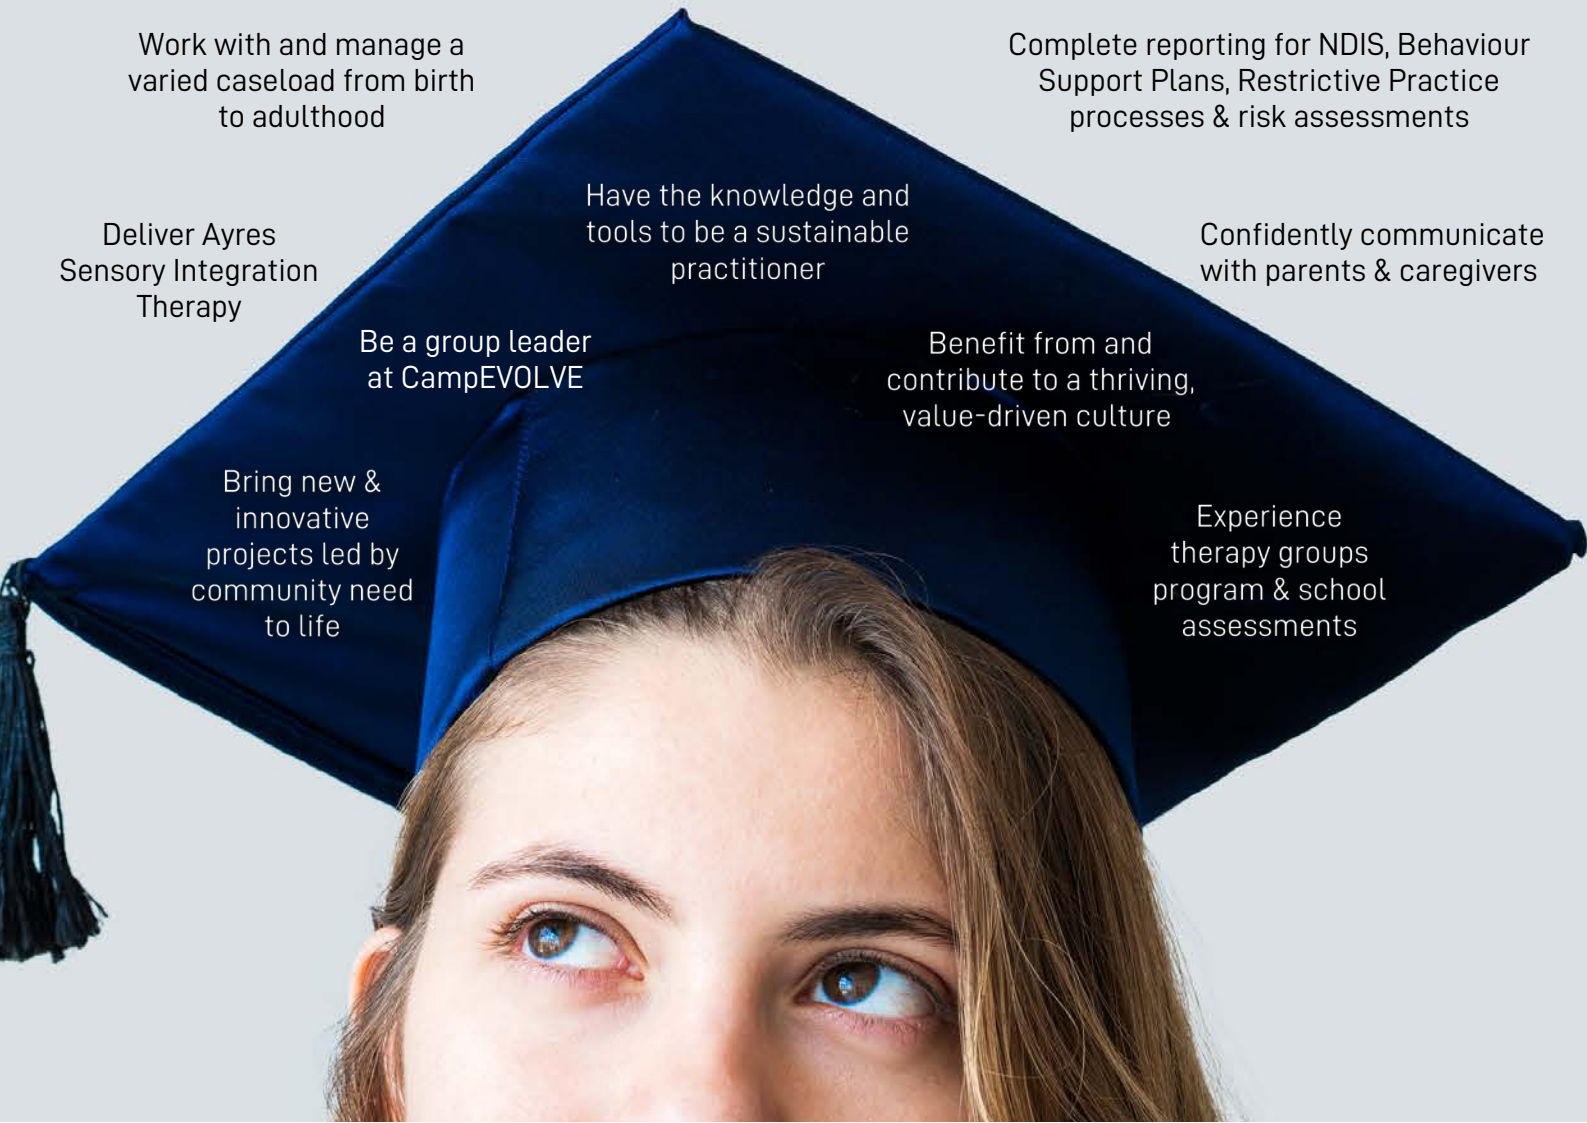 Work with and manage a
varied caseload from birth
to adulthood
Complete reporting for NDIS, Behaviour
Support Plans, Restrictive Practice
processes & risk assessments
Have the knowledge and
tools to be a sustainable
practitioner
Deliver Ayres
Sensory Integration
Therapy
Confidently communicate
with parents & caregivers
Be a group leader
at CampEVOLVE
Benefit from and
contribute to a thriving,
value-driven culture
Bring new &
innovative
projects led by
community need
to life
Experience
therapy groups
program & school
assessments